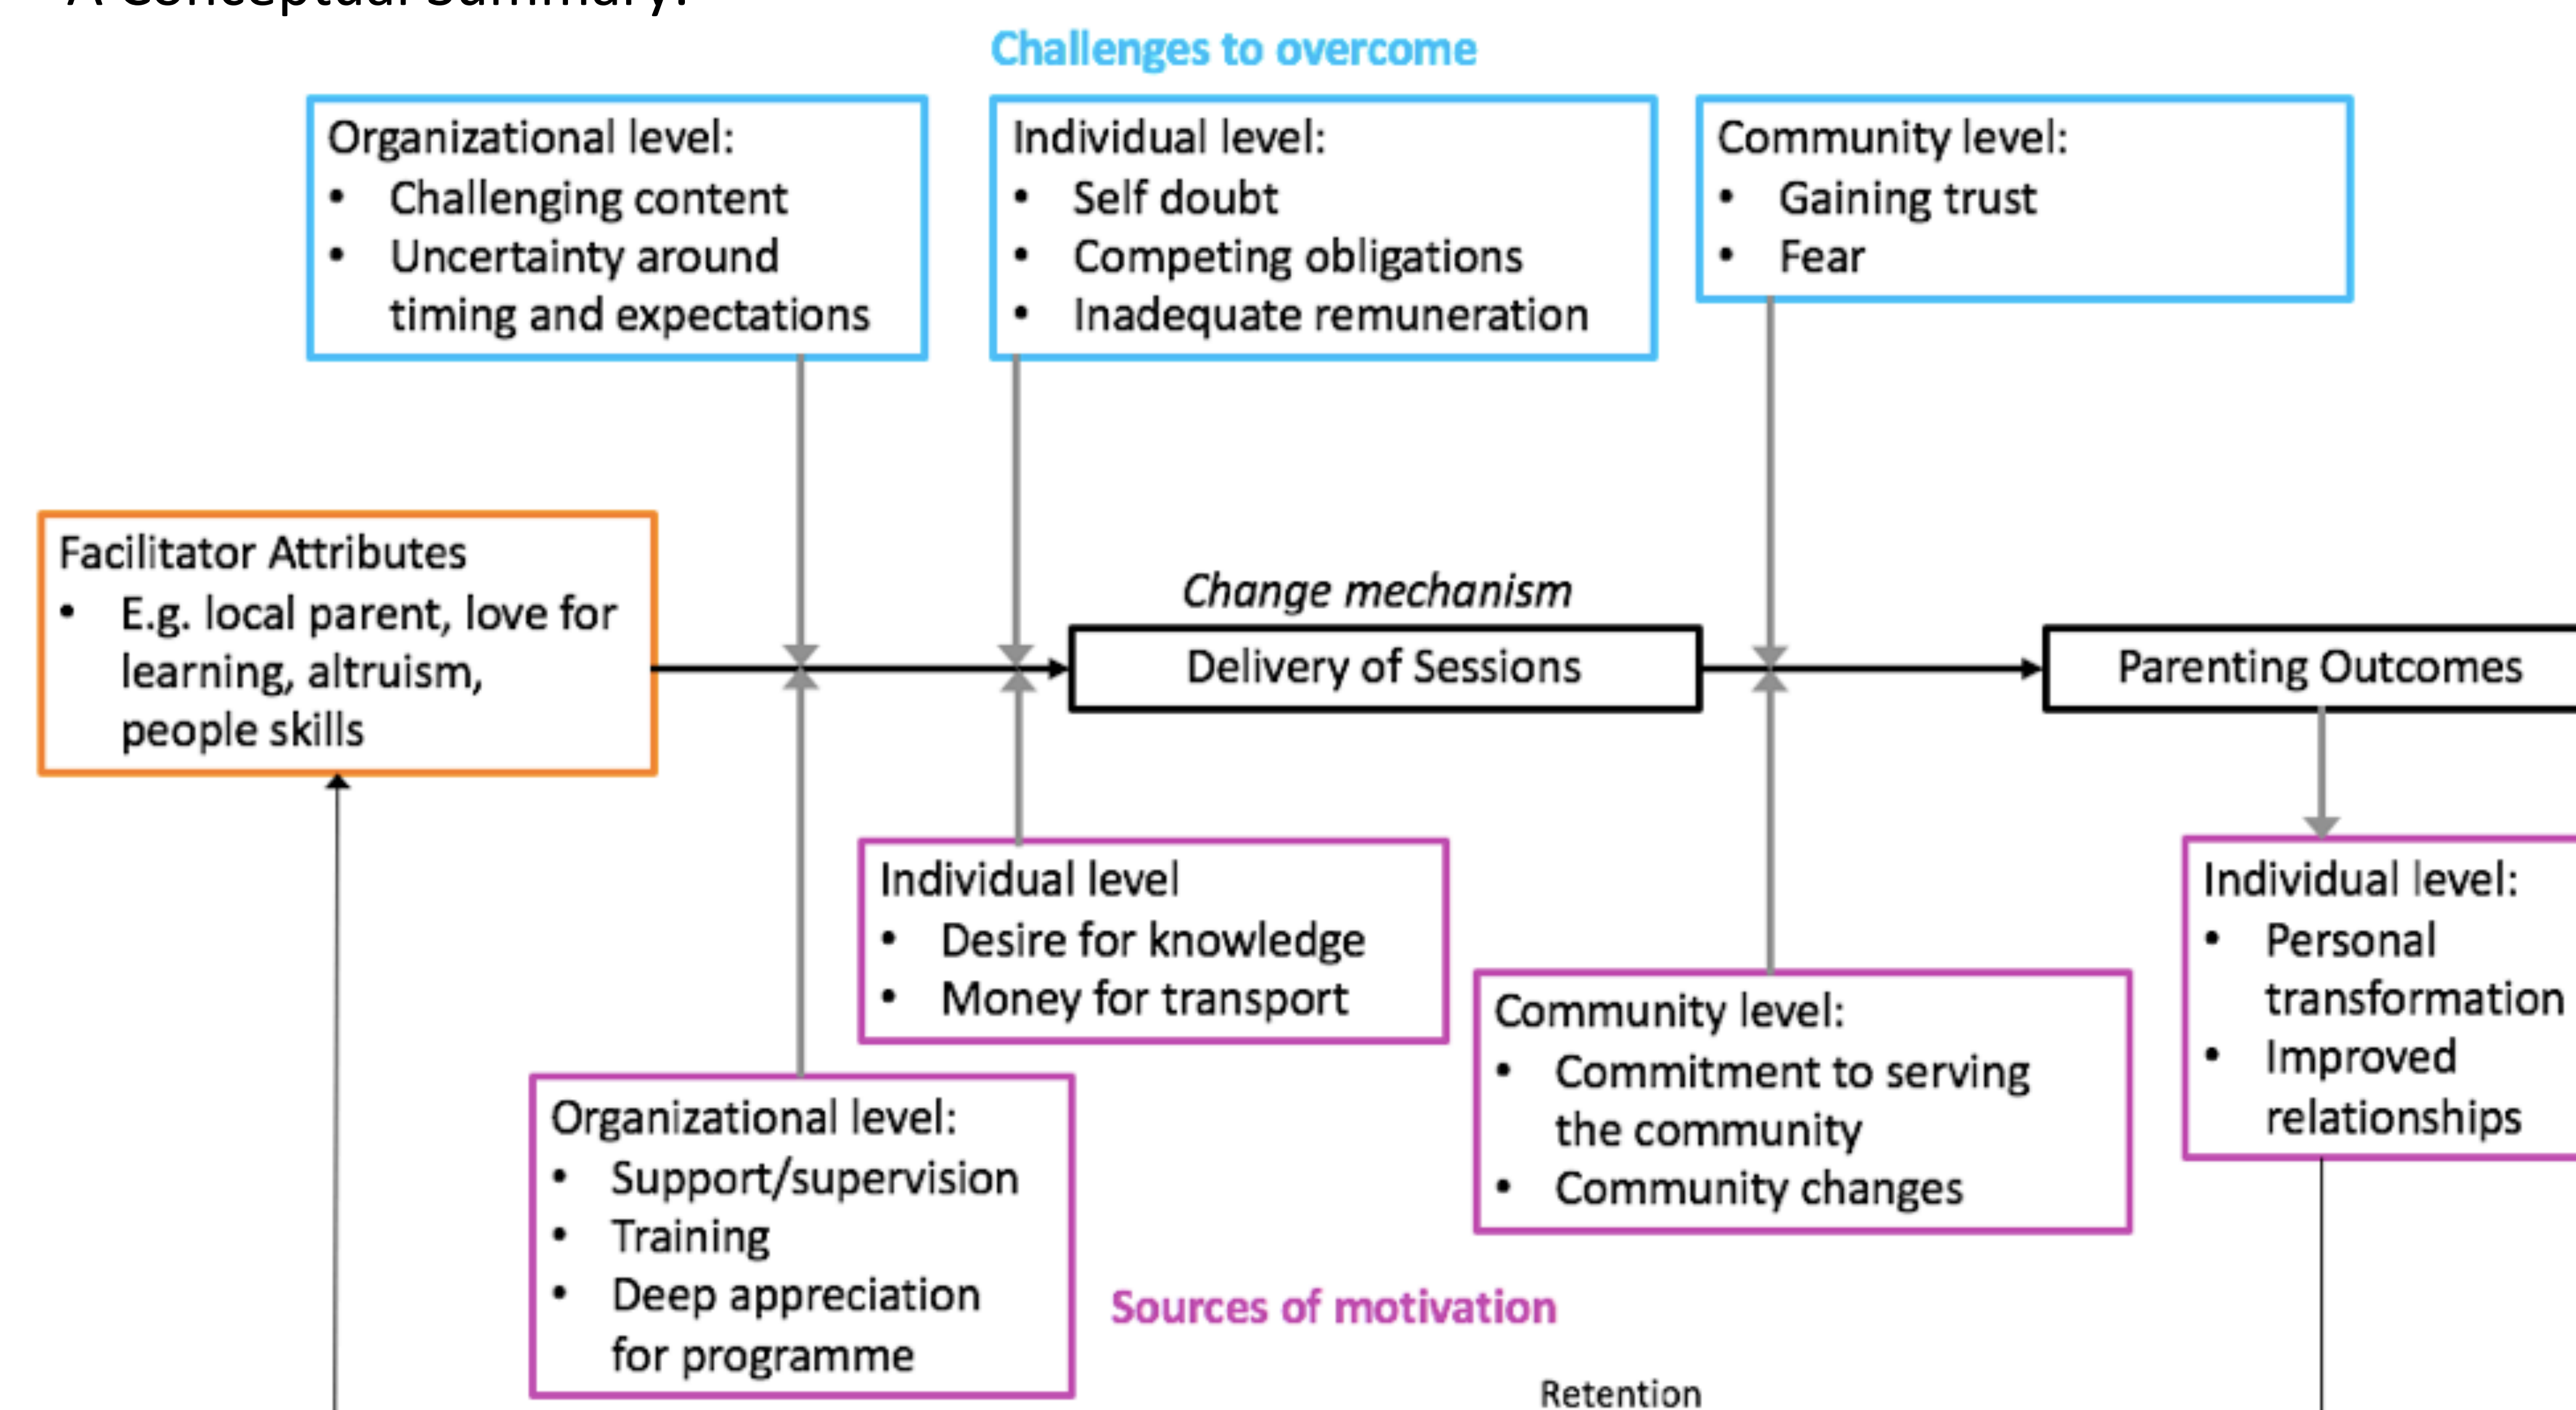 A Conceptual Summary:
Challenges to overcome
Organizational level:
• Challenging content
• Uncertainty around
timing and expectations
Individual level:
• Self doubt
• Competing obligations
• Inadequate remuneration
Community level:
• Gaining trust
• Fear
Facilitator Attributes
• E.g. local parent, love for
learning, altruism,
people skills
Change mechanism
Delivery of Sessions
Parenting Outcomes
Individual level
• Desire for knowledge
• Money for transport
Individual level:
• Personal
transformation
• Improved
relationships
Community level:
• Commitment to serving
the community
• Community changes
Organizational level:
• Support/supervision
• Training
• Deep appreciation
for programme
Sources of motivation
Retention